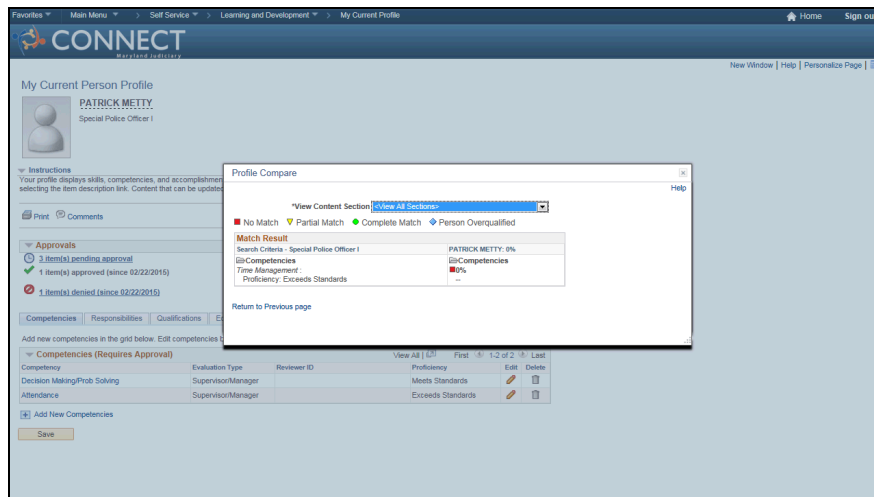 Favorites Main Menu > Self Service > Learning and Development > My Current Profile Home Sign ou
CONNECT
Maryland Judiciary
New Window | Help | Personalize Page |
My Current Person Profile
PATRICK METTY
Special Police Officer I
Instructions
Your profile displays skills, competencies, and accomplishmen
selecting the item description link. Content that can be updated
Print Comments
Approvals
3 item(s) pending approval
1 item(s) approved (since 02/22/2015)
1 item(s) denied (since 02/22/2015)
Profile Compare
Help
*View Content Section <View All Sections>
No Match Partial Match Complete Match Person Overqualified
Match Result
Search Criteria - Special Police Officer I PATRICK METTY: 0%
Competencies Competencies
Time Management : 0%
Proficiency: Exceeds Standards --
Return to Previous page
Competencies Responsibilities Qualifications
Add new competencies in the grid below. Edit competencies
Competencies (Requires Approval) View All | First 1-2 of 2 Last
Competency Evaluation Type Reviewer ID Proficiency Edit Delete
Decision Making/Prob Solving Supervisor/Manager Meets Standards
Attendance Supervisor/Manager Exceeds Standards
Add New Competencies
Save